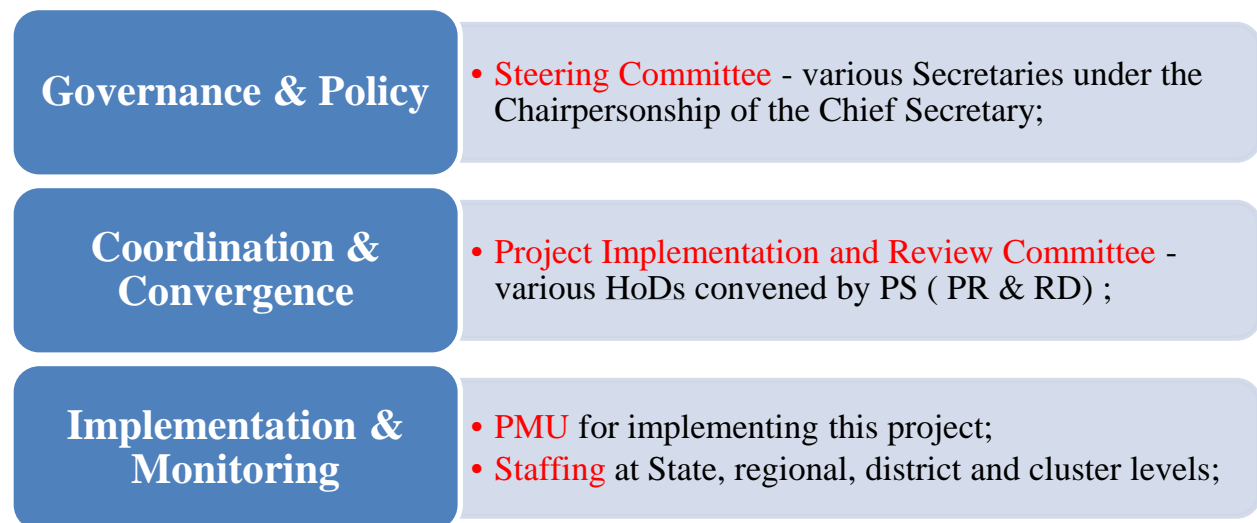 Governance & Policy
• Steering Committee - various Secretaries under the
Chairpersonship of the Chief Secretary;
Coordination &
Convergence
• Project Implementation and Review Committee -
various HoDs convened by PS ( PR & RD) ;
Implementation &
Monitoring
• PMU for implementing this project;
• Staffing at State, regional, district and cluster levels;